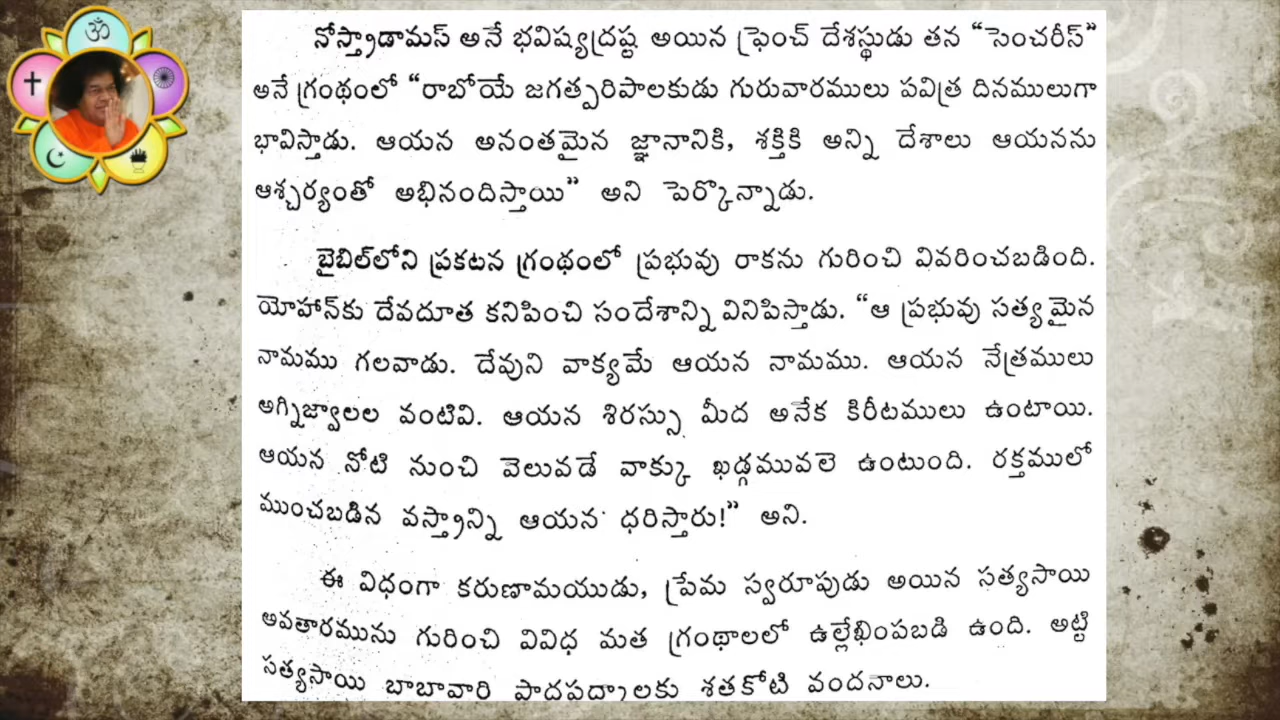 నోస్త్రాడామస్ అనే భవిష్యద్రష్ట అయిన ఫ్రెంచ్ దేశస్థుడు తన “సెంచరీస్”
అనే గ్రంథంలో “రాబోయే జగత్పరిపాలకుడు గురువారములు పవిత్ర దినములుగా
భావిస్తాడు. ఆయన అనంతమైన జ్ఞానానికి, శక్తికి అన్ని దేశాలు ఆయనను
ఆశ్చర్యంతో అభినందిస్తాయి” అని పేర్కొన్నాడు.
బైబిల్‌లోని ప్రకటన గ్రంథంలో ప్రభువు రాకను గురించి వివరించబడింది.
యోహాన్‌కు దేవదూత కనిపించి సందేశాన్ని వినిపిస్తాడు. “ఆ ప్రభువు సత్యమైన
నామము గలవాడు. దేవుని వాక్యమే ఆయన నామము. ఆయన నేత్రములు
అగ్నిజ్వాలల వంటివి. ఆయన శిరస్సు మీద అనేక కిరీటములు ఉంటాయి.
ఆయన నోటి నుంచి వెలువడే వాక్కు ఖడ్గమువలె ఉంటుంది. రక్తములో
ముంచబడిన వస్త్రాన్ని ఆయన ధరిస్తారు!” అని.
ఈ విధంగా కరుణామయుడు, ప్రేమ స్వరూపుడు అయిన సత్యసాయి
అవతారమును గురించి వివిధ మత గ్రంథాలలో ఉల్లేఖింపబడి ఉంది. అట్టి
సత్యసాయి బాబావారి పాదపద్మాలకు శతకోటి వందనాలు.